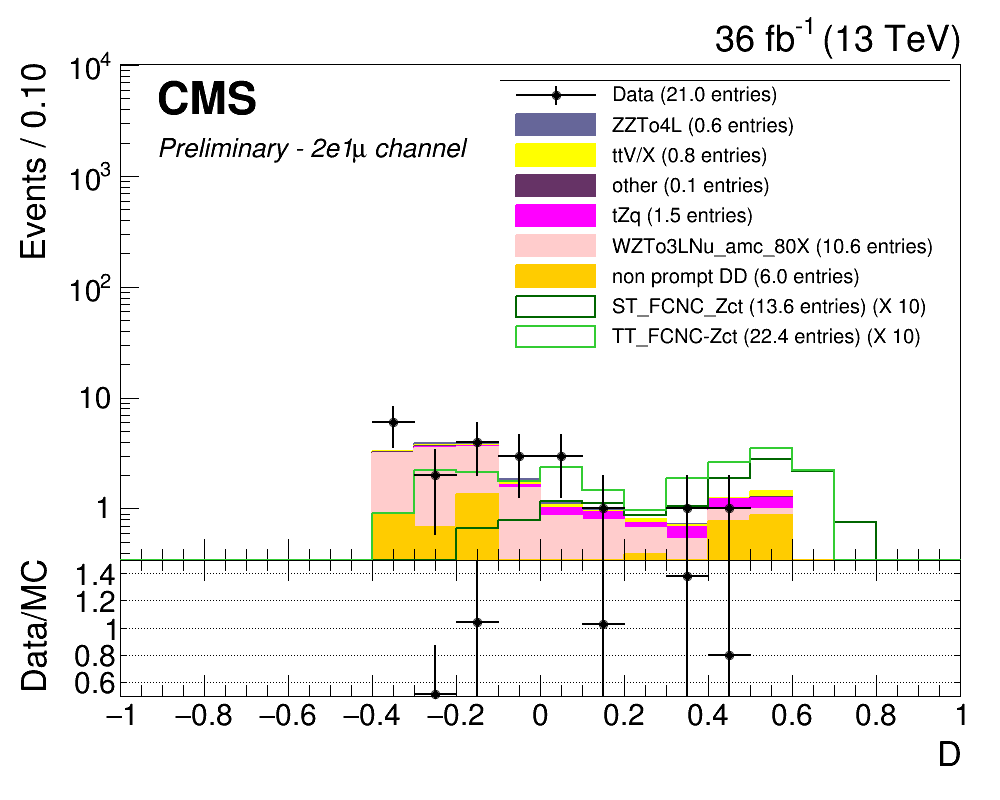 36 fb-1 (13 TeV)
CMS
Preliminary - 2e1μ channel
Data (21.0 entries)
ZZTo4L (0.6 entries)
ttV/X (0.8 entries)
other (0.1 entries)
tZq (1.5 entries)
WZTo3LNu_amc_80X (10.6 entries)
non prompt DD (6.0 entries)
ST_FCNC_Zct (13.6 entries) (X 10)
TT_FCNC-Zct (22.4 entries) (X 10)
Events / 0.10
10^4
10^3
10^2
10
1
Data/MC
1.4
1.2
1
0.8
0.6
−1 −0.8 −0.6 −0.4 −0.2 0 0.2 0.4 0.6 0.8 1
D